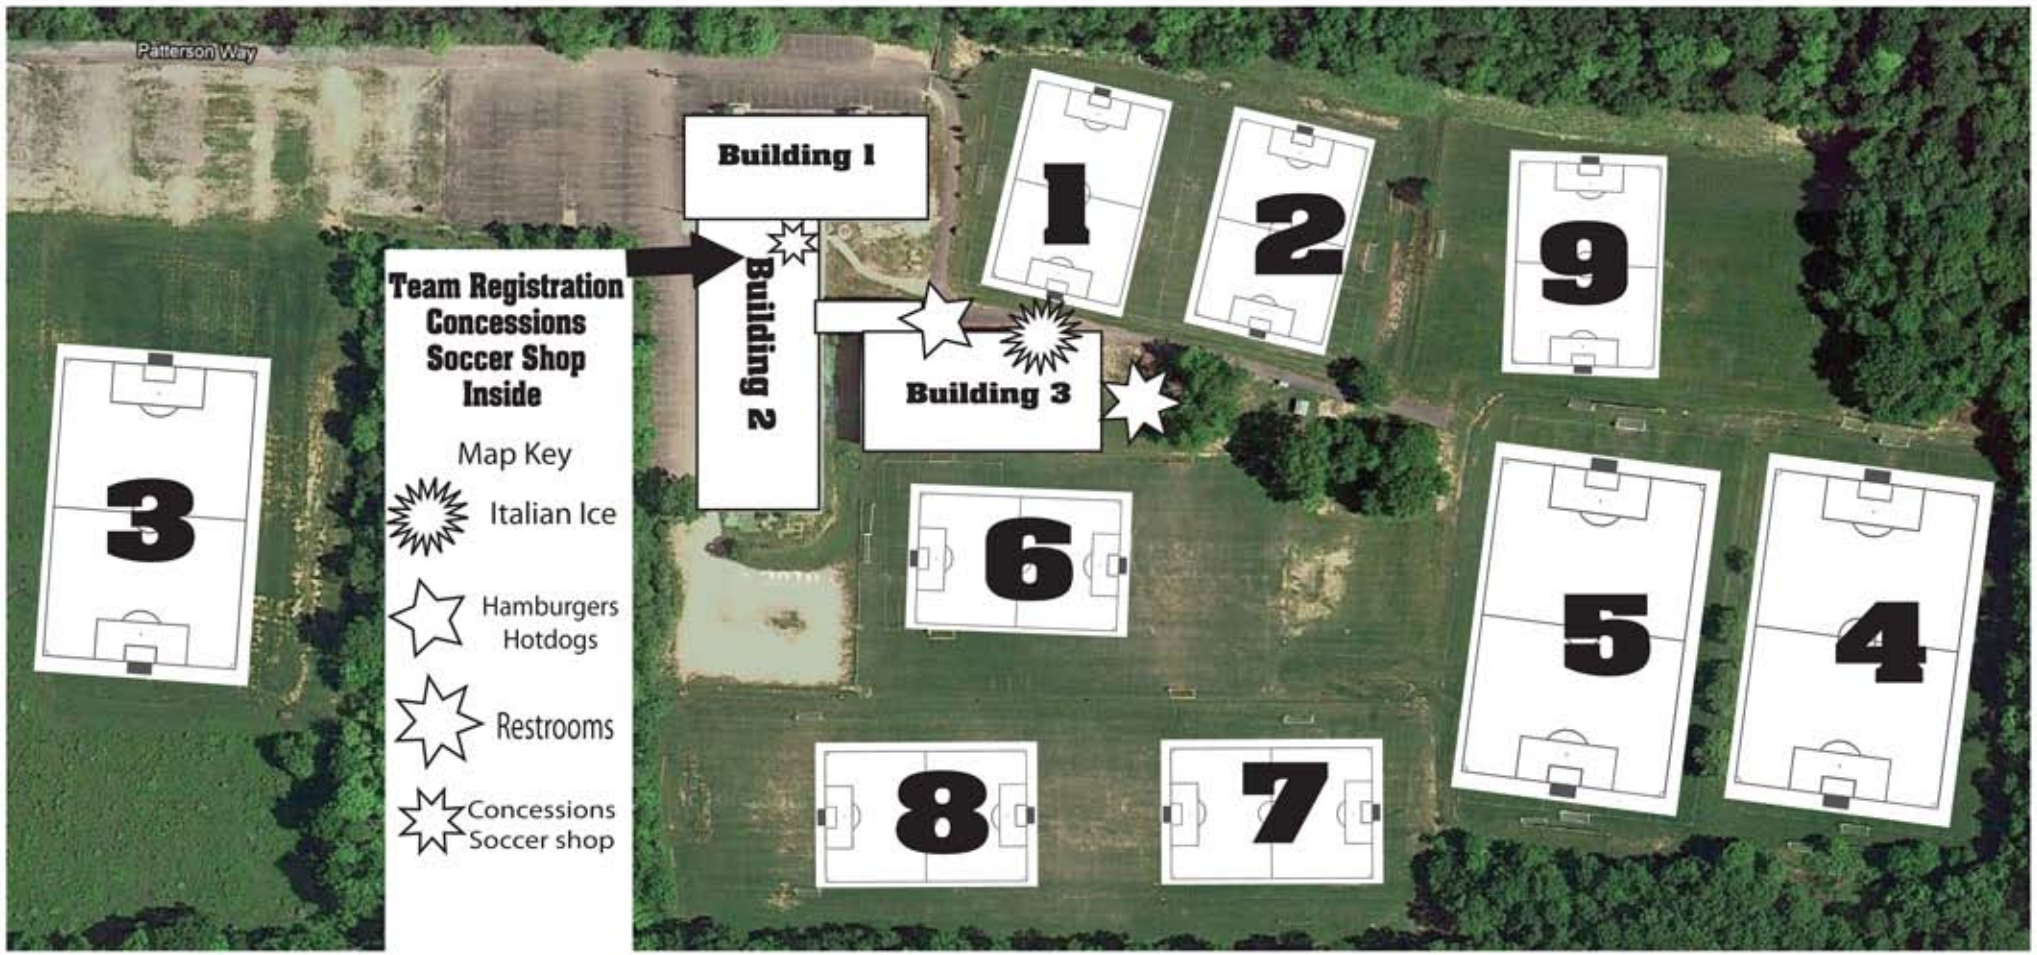 Patterson Way
Building 1
Building 2
Building 3
Team Registration
Concessions
Soccer Shop
Inside
Map Key
Italian Ice
Hamburgers
Hotdogs
Restrooms
Concessions
Soccer shop
1
2
9
3
6
5
4
8
7